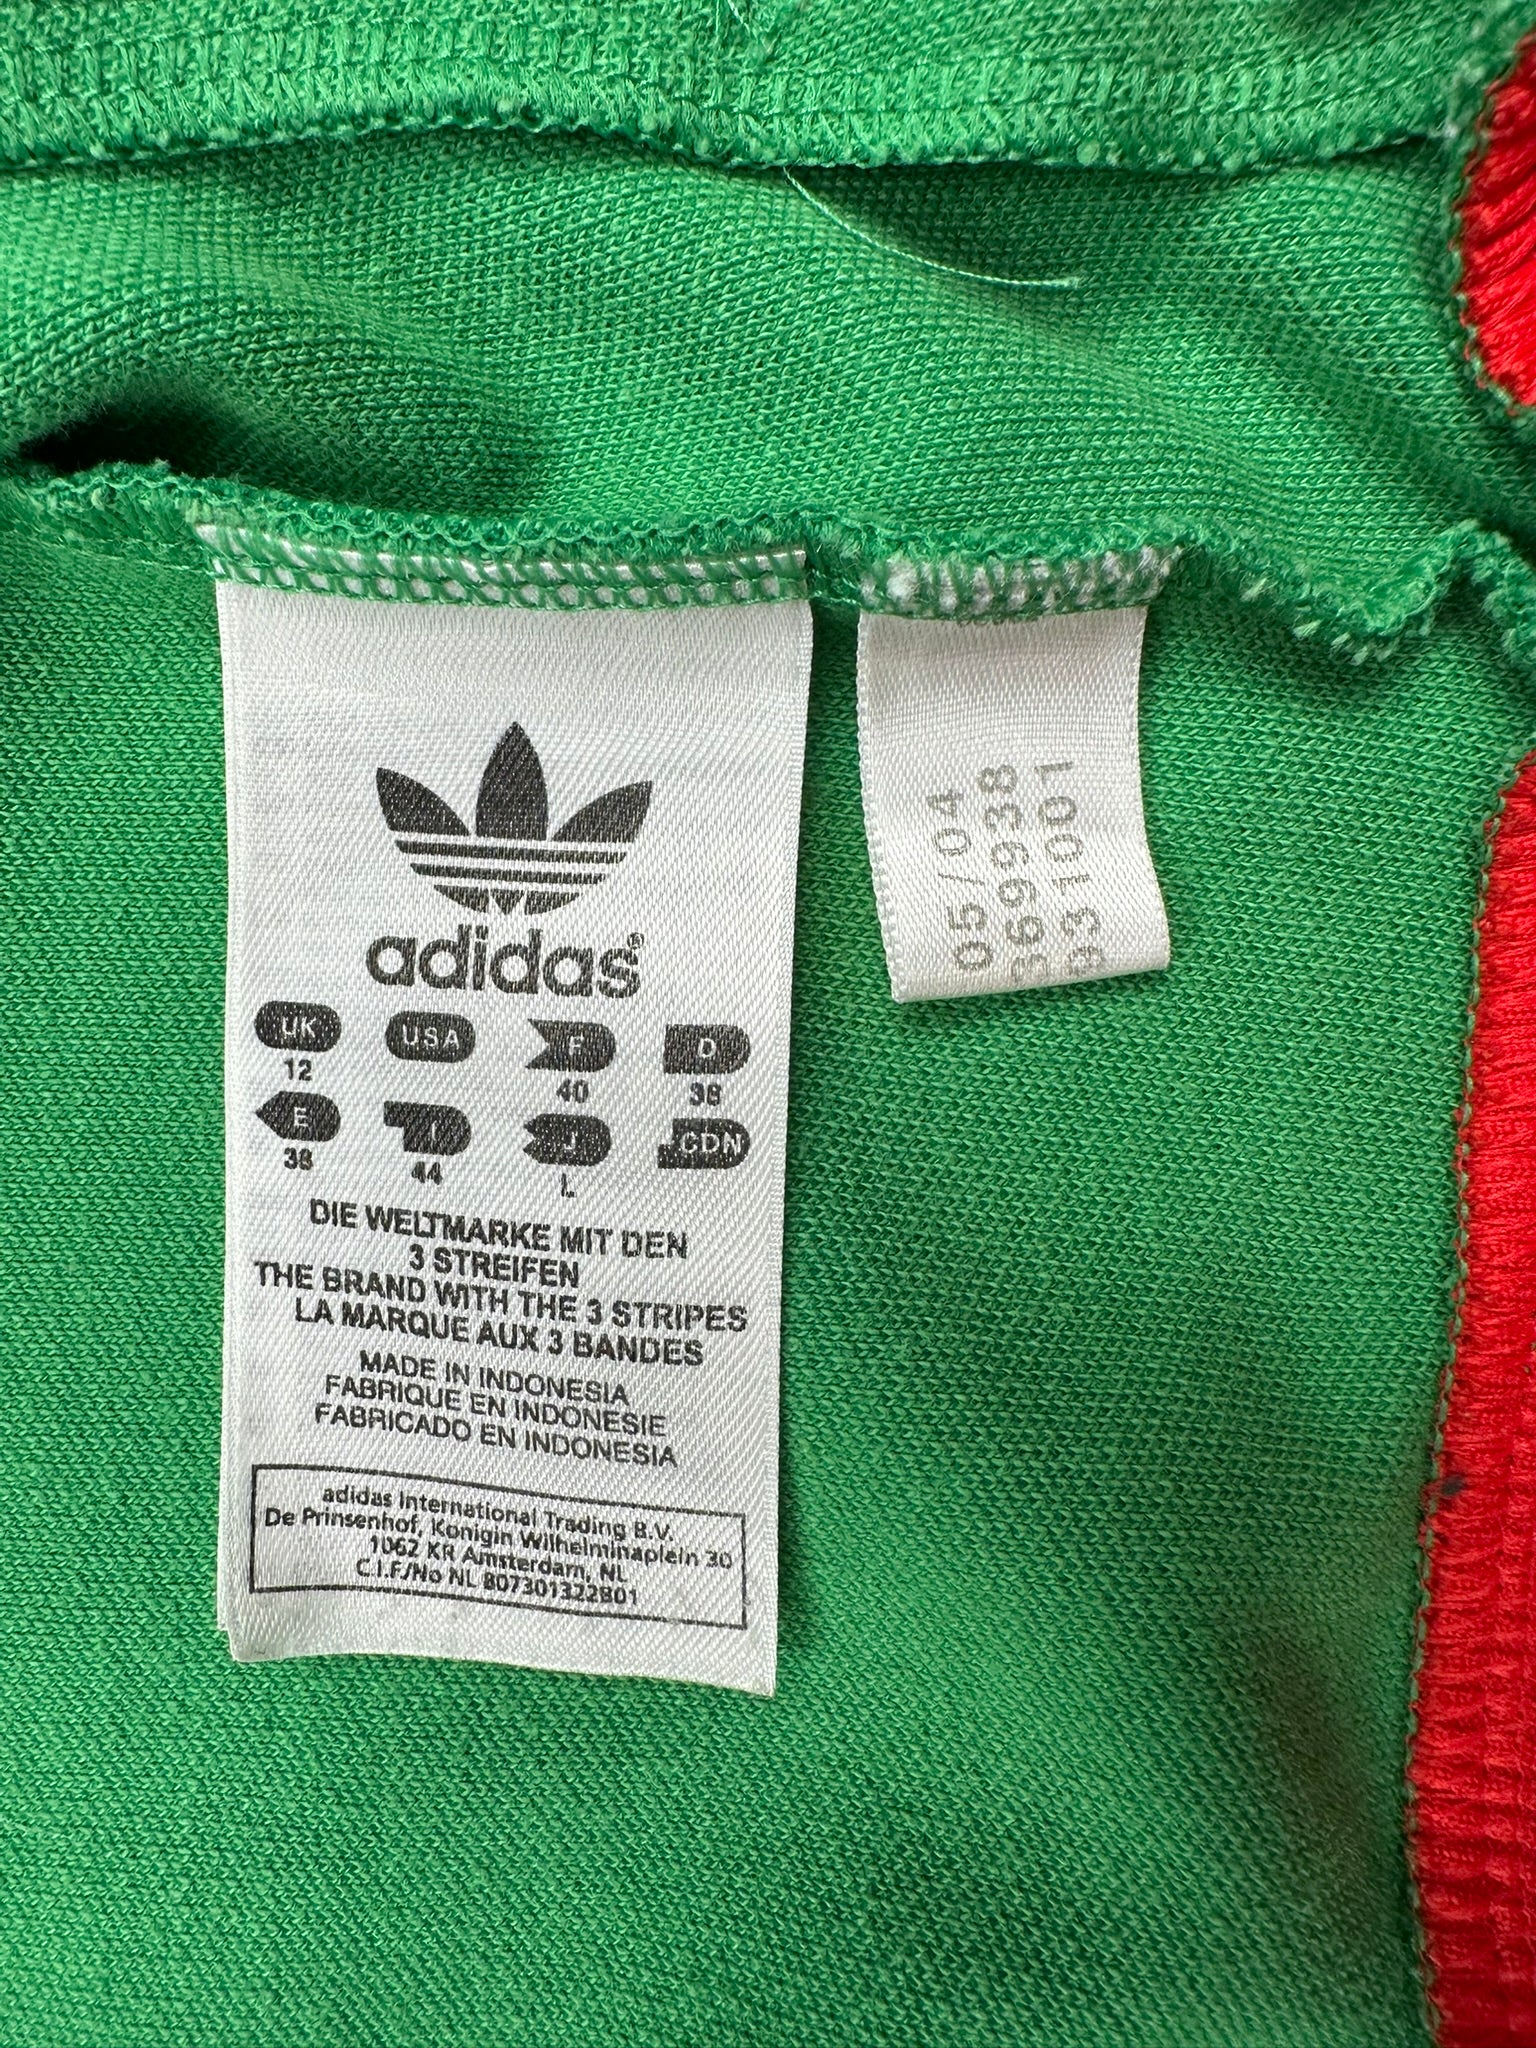 adidas®
UK USA F D
12 40 38
E I J CDN
38 44 L
DIE WELTMARKE MIT DEN
3 STREIFEN
THE BRAND WITH THE 3 STRIPES
LA MARQUE AUX 3 BANDES
MADE IN INDONESIA
FABRIQUE EN INDONESIE
FABRICADO EN INDONESIA
adidas International Trading B.V.
De Prinsenhof, Konigin Wilhelminaplein 30
1062 KR Amsterdam, NL
C.I.F./No NL 807301322B01
05/04
369938